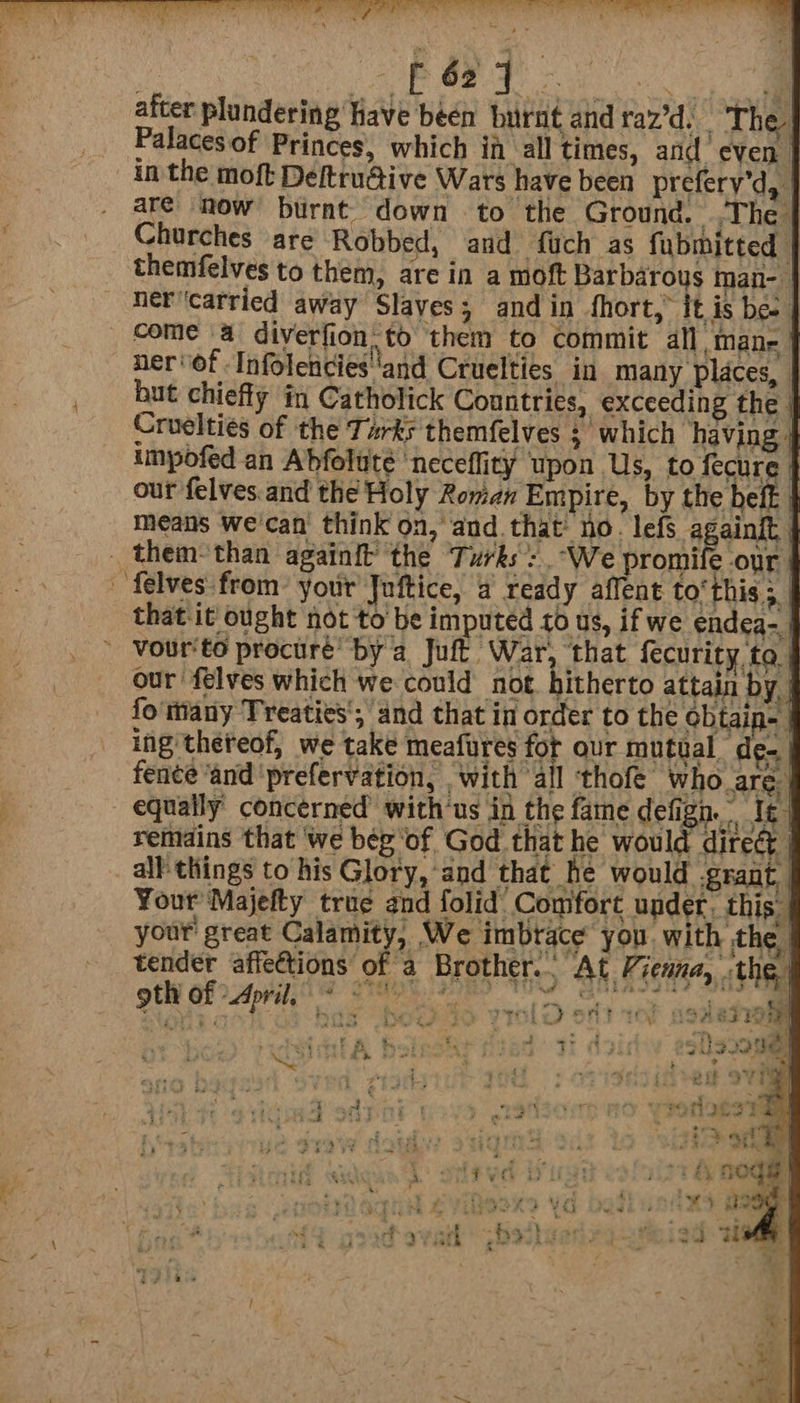 [ 62 ]
after plundering have been burnt and raz'd. The
Palaces of Princes, which in all times, and even
in the moſt Deſtructive Wars have been preſerv'd,
are now burnt down to the Ground. The
Churches are Robbed, and ſuch as ſubmitted
themſelves to them, are in a moſt Barbarous man-
ner carried away Slaves; and in ſhort, it is be-
come a diverſion to them to commit all man-
ner of Inſolencies and Cruelties in many places,
but chiefly in Catholick Countries, exceeding the
Cruelties of the Turks themſelves; which having
impoſed an Abſolute neceſſity upon Us, to ſecure
our ſelves and the Holy Roman Empire, by the beſt
means we can think on, and that no leſs againſt
them than againſt the Turks: We promiſe our
ſelves from your Juſtice, a ready aſſent to this;
that it ought not to be imputed to us, if we endea-
vour to procure by a Juſt War, that ſecurity to
our ſelves which we could not hitherto attain by
ſo many Treaties; and that in order to the obtain-
ing thereof, we take meaſures for our mutual de-
fence and preſervation, with all thoſe who are
equally concerned with us in the ſame deſign. It
remains that we beg of God that he would direct
all things to his Glory, and that he would grant
Your Majeſty true and ſolid Comfort under this
your great Calamity, We imbrace you with the
tender affections of a Brother. At Vienna, the
9th of April.